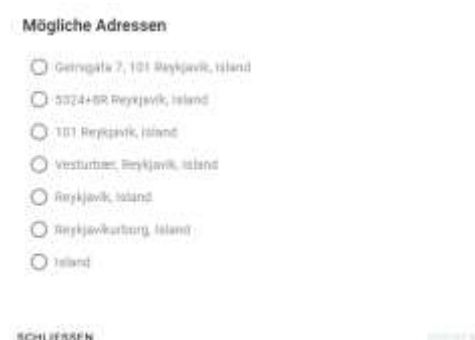 Mögliche Adressen
7, 101 Reykjavík, Island
Reykjavík, Island
101 Reykjavík, Island
Vesturbær, Reykjavík, Island
Reykjavík, Island
Reykjavíkurborg, Island
Island
SCHLIESSEN